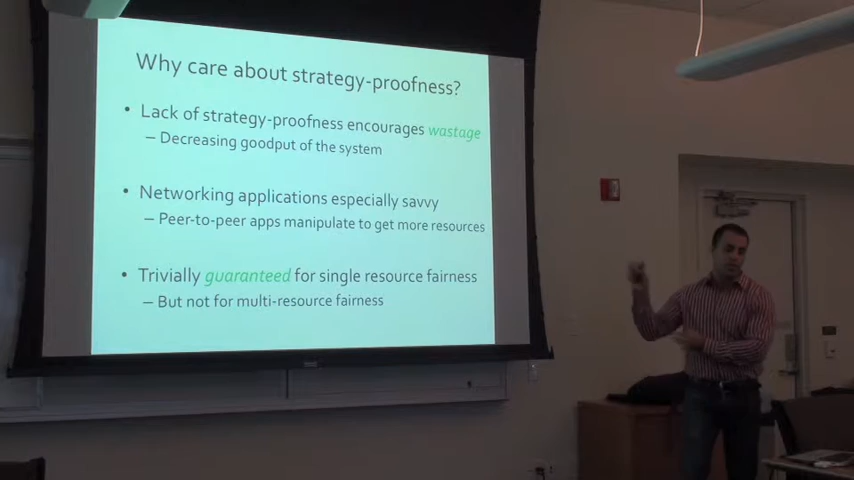 Why care about strategy-proofness?
• Lack of strategy-proofness encourages wastage
– Decreasing goodput of the system
• Networking applications especially savvy
– Peer-to-peer apps manipulate to get more resources
• Trivially guaranteed for single resource fairness
– But not for multi-resource fairness